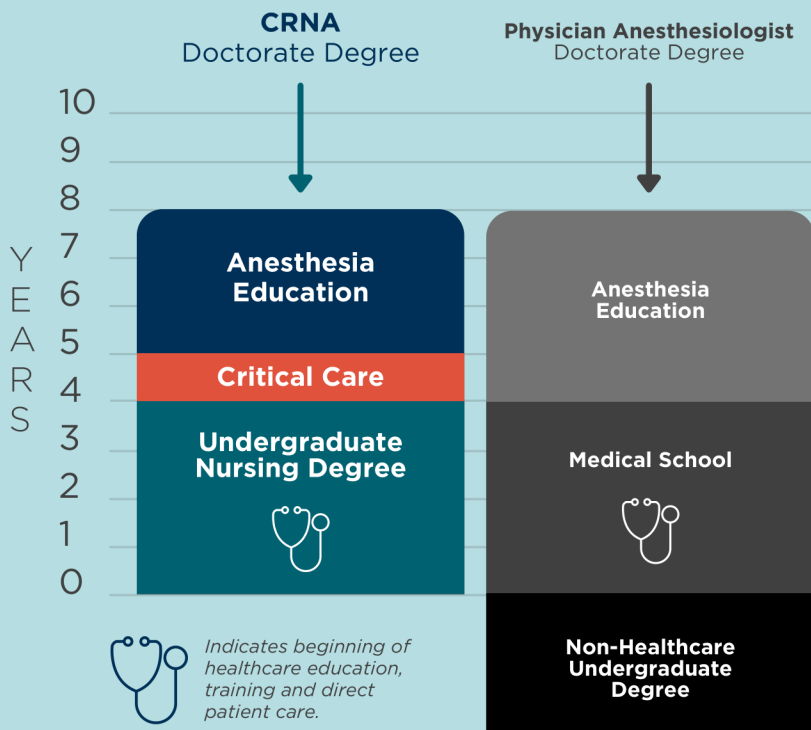 CRNA
Doctorate Degree
Physician Anesthesiologist
Doctorate Degree
YEARS
10
9
8
7
6
5
4
3
2
1
0
Anesthesia
Education
Critical Care
Undergraduate
Nursing Degree
Anesthesia
Education
Medical School
Non-Healthcare
Undergraduate
Degree
Indicates beginning of
healthcare education,
training and direct
patient care.